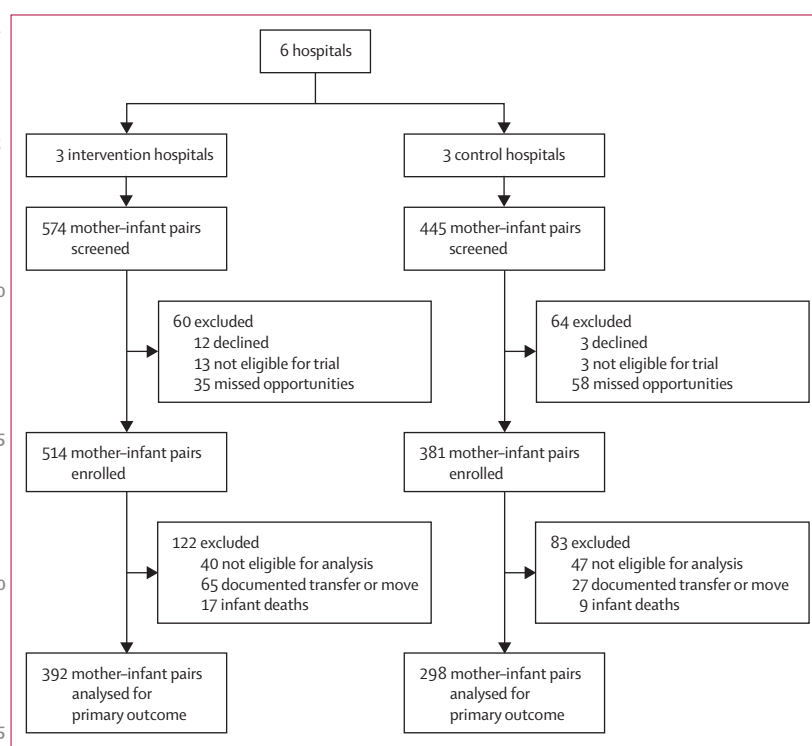 6 hospitals
3 intervention hospitals
3 control hospitals
574 mother–infant pairs
screened
445 mother–infant pairs
screened
60 excluded
12 declined
13 not eligible for trial
35 missed opportunities
64 excluded
3 declined
3 not eligible for trial
58 missed opportunities
514 mother–infant pairs
enrolled
381 mother–infant pairs
enrolled
122 excluded
40 not eligible for analysis
65 documented transfer or move
17 infant deaths
83 excluded
47 not eligible for analysis
27 documented transfer or move
9 infant deaths
392 mother–infant pairs
analysed for
primary outcome
298 mother–infant pairs
analysed for
primary outcome
0
5
0
5